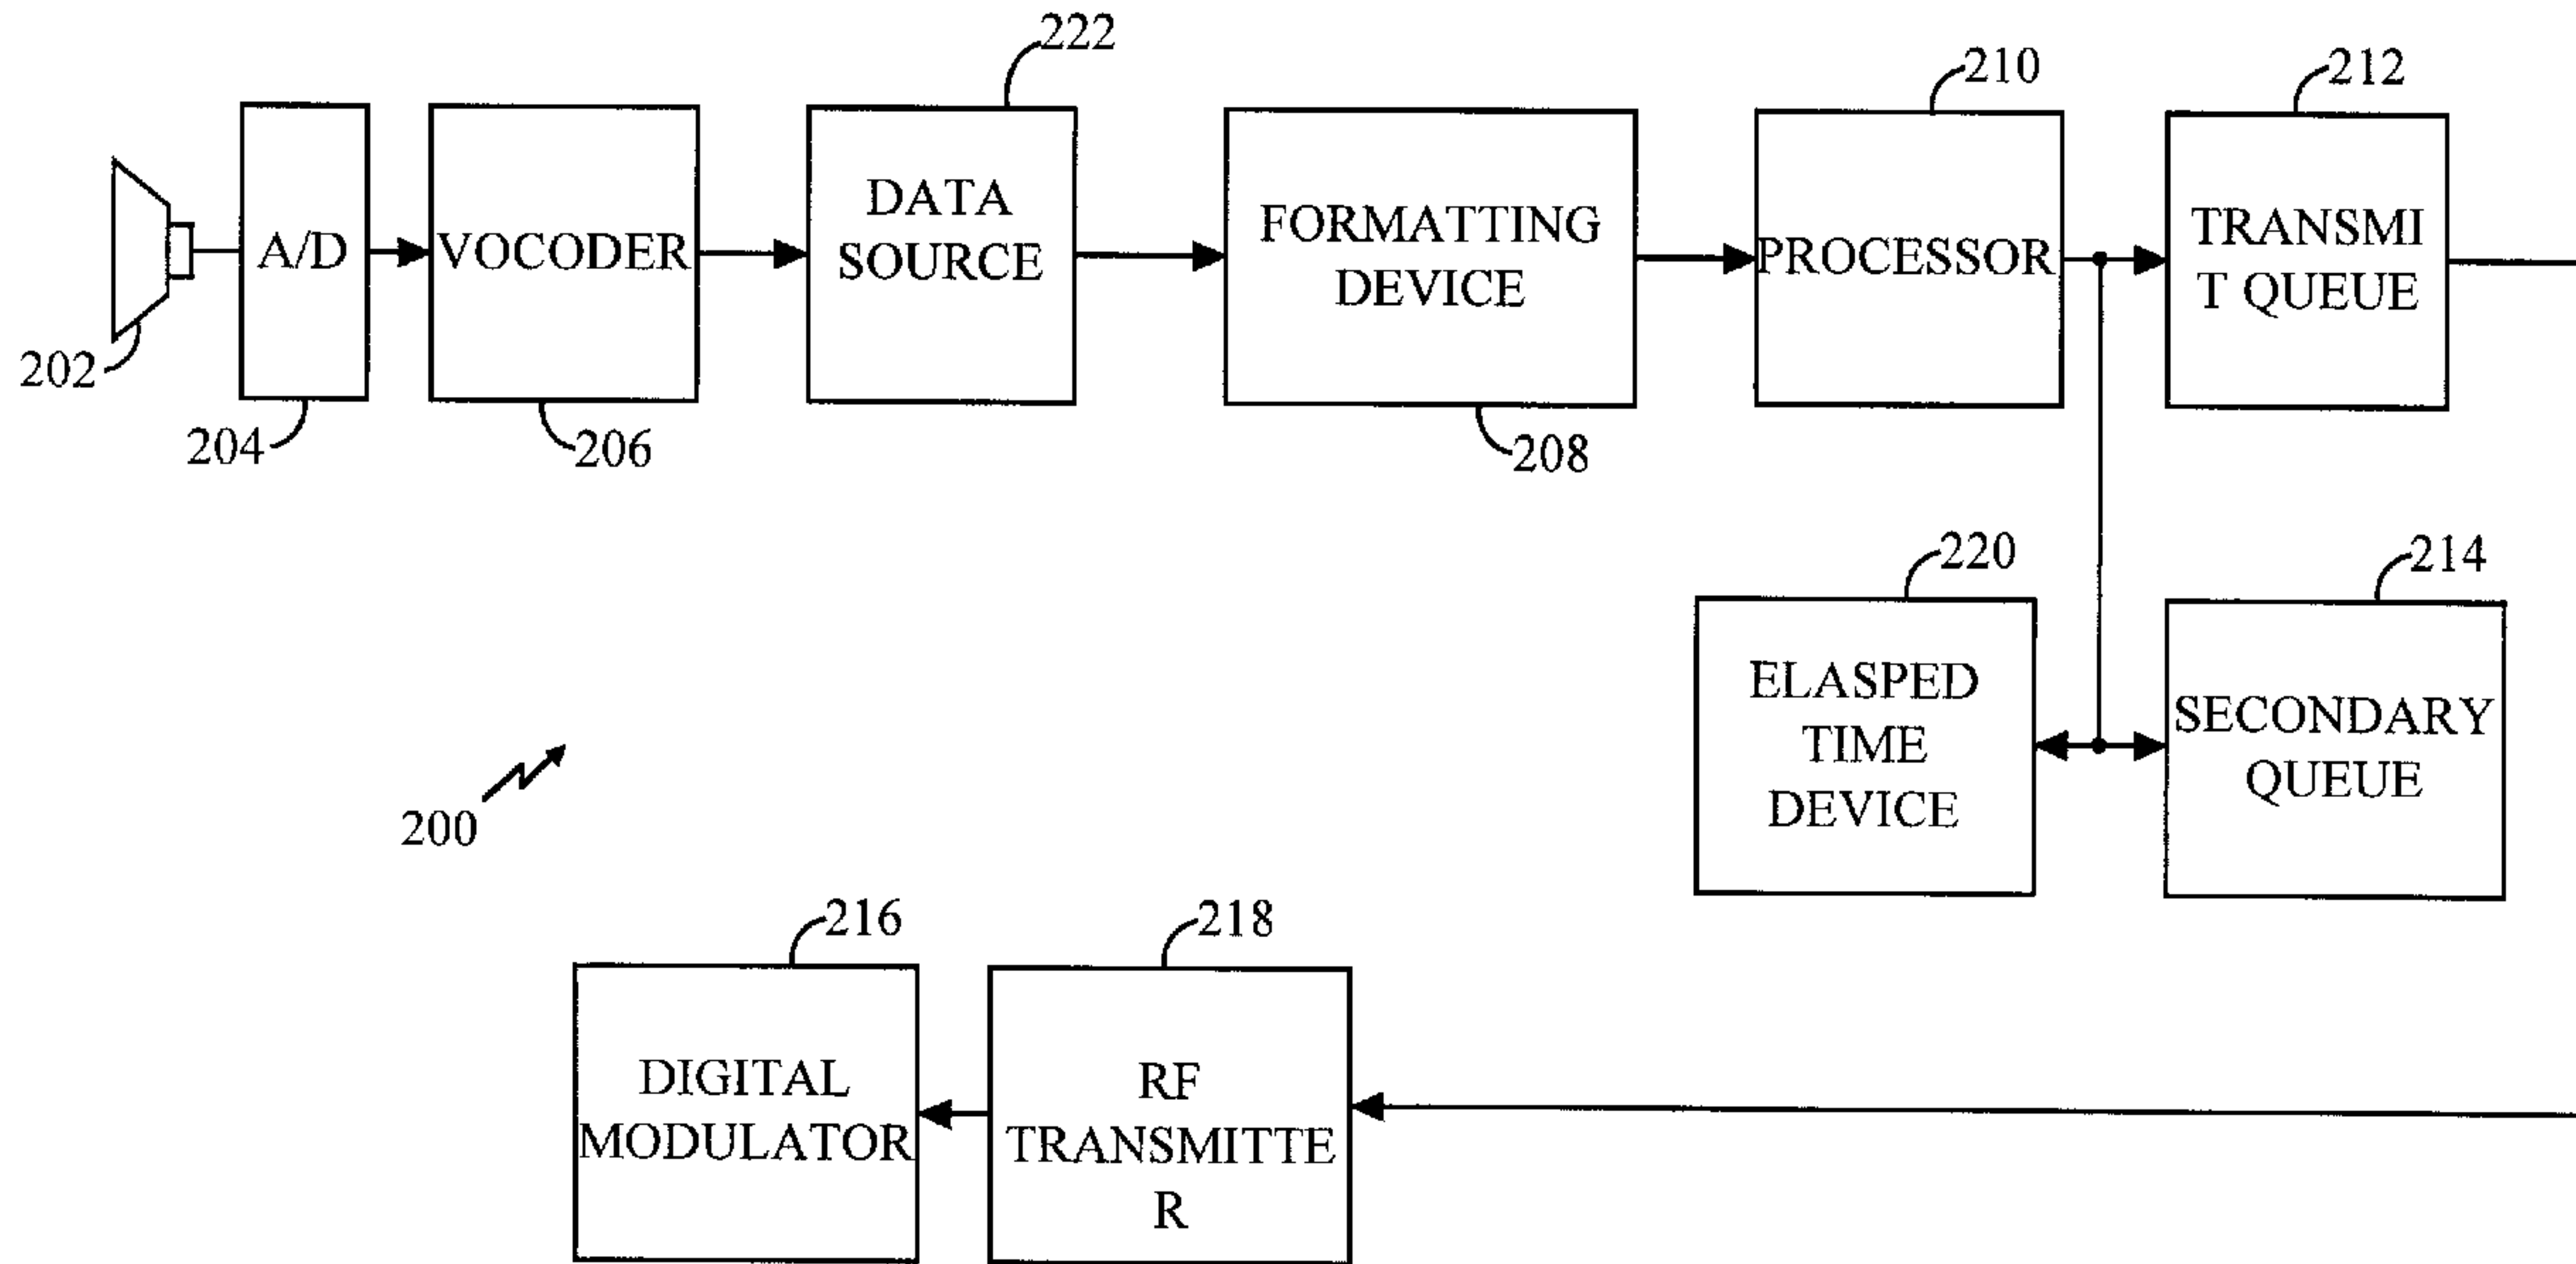 222
210
212
A/D
VOCODER
DATA
SOURCE
FORMATTING
DEVICE
PROCESSOR
TRANSMI
T QUEUE
202
204
206
208
220
214
ELASPED
TIME
DEVICE
SECONDARY
QUEUE
200
216
218
DIGITAL
MODULATOR
RF
TRANSMITTE
R